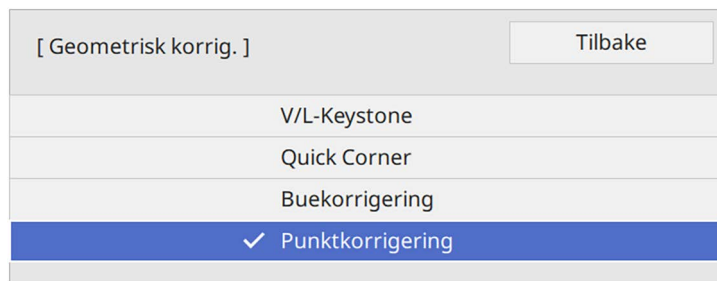 [ Geometrisk korrig. ]
Tilbake
V/L-Keystone
Quick Corner
Buekorrigering
Punktkorrigering